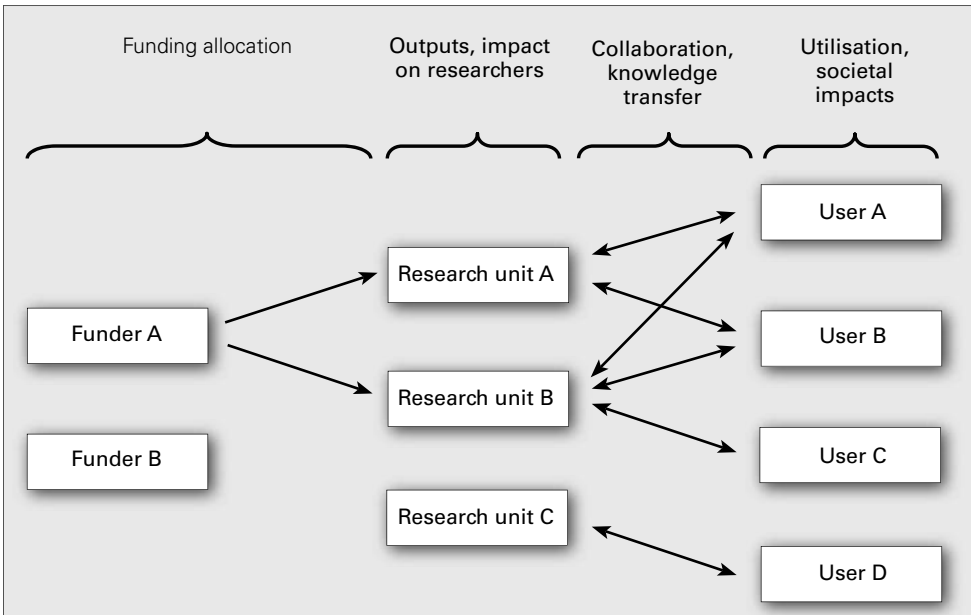 Funding allocation
Outputs, impact
on researchers
Collaboration,
knowledge
transfer
Utilisation,
societal
impacts
User A
Research unit A
Funder A
User B
Research unit B
Funder B
User C
Research unit C
User D